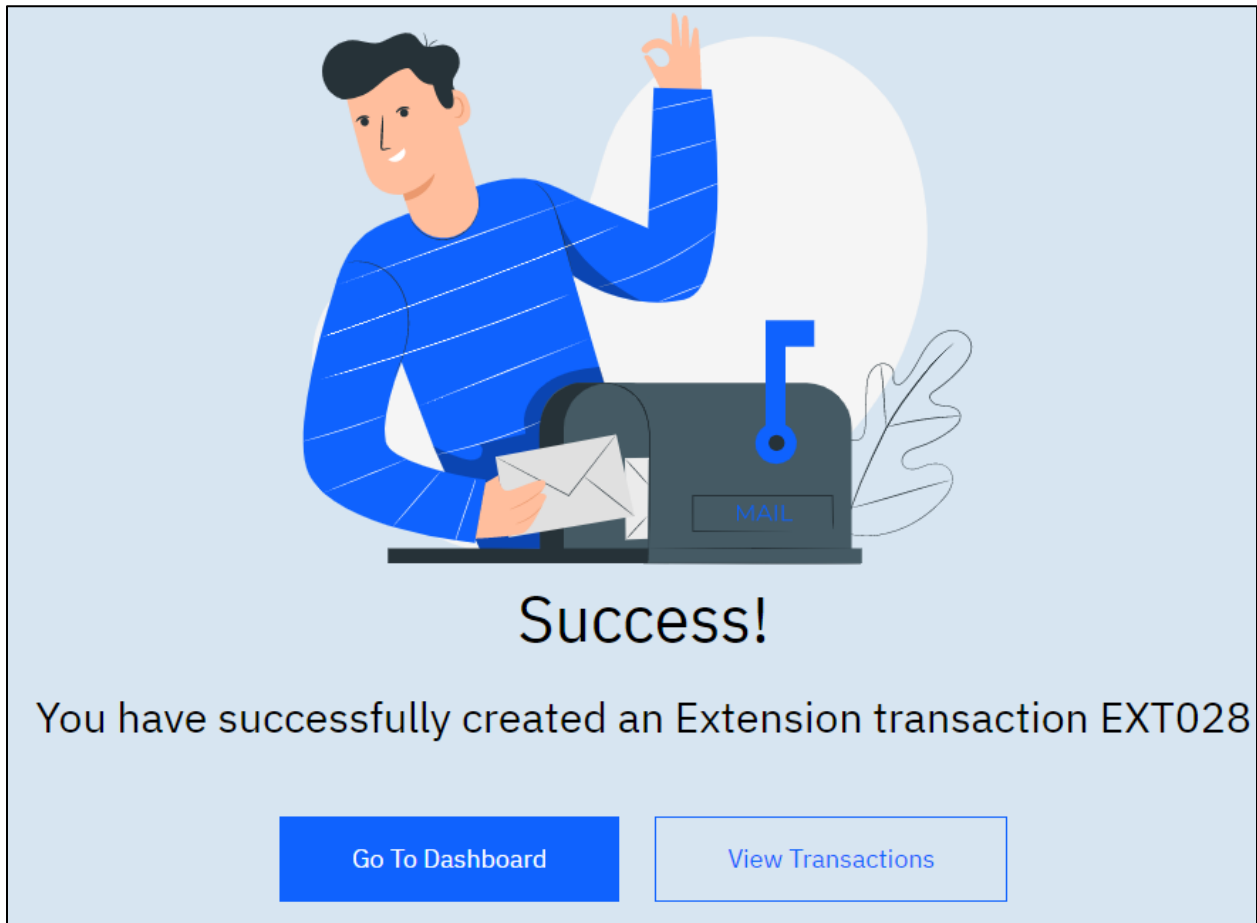 MAIL
Success!
You have successfully created an Extension transaction EXT028
Go To Dashboard
View Transactions